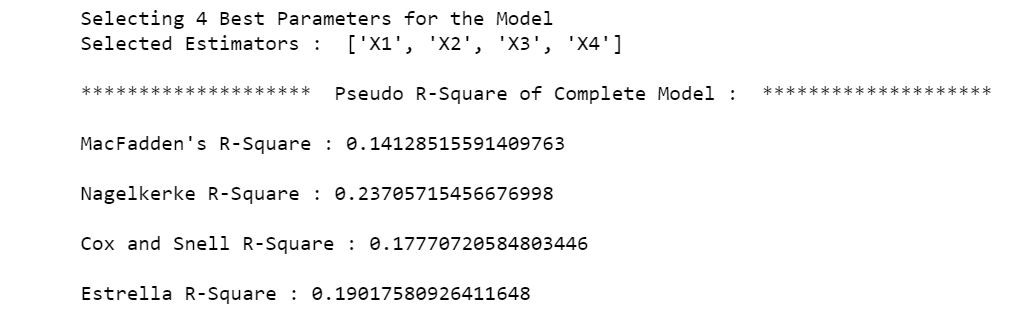 Selecting 4 Best Parameters for the Model
Selected Estimators :  ['X1', 'X2', 'X3', 'X4']
********************  Pseudo R-Square of Complete Model :  ********************
MacFadden's R-Square : 0.14128515591409763
Nagelkerke R-Square : 0.23705715456676998
Cox and Snell R-Square : 0.17770720584803446
Estrella R-Square : 0.19017580926411648